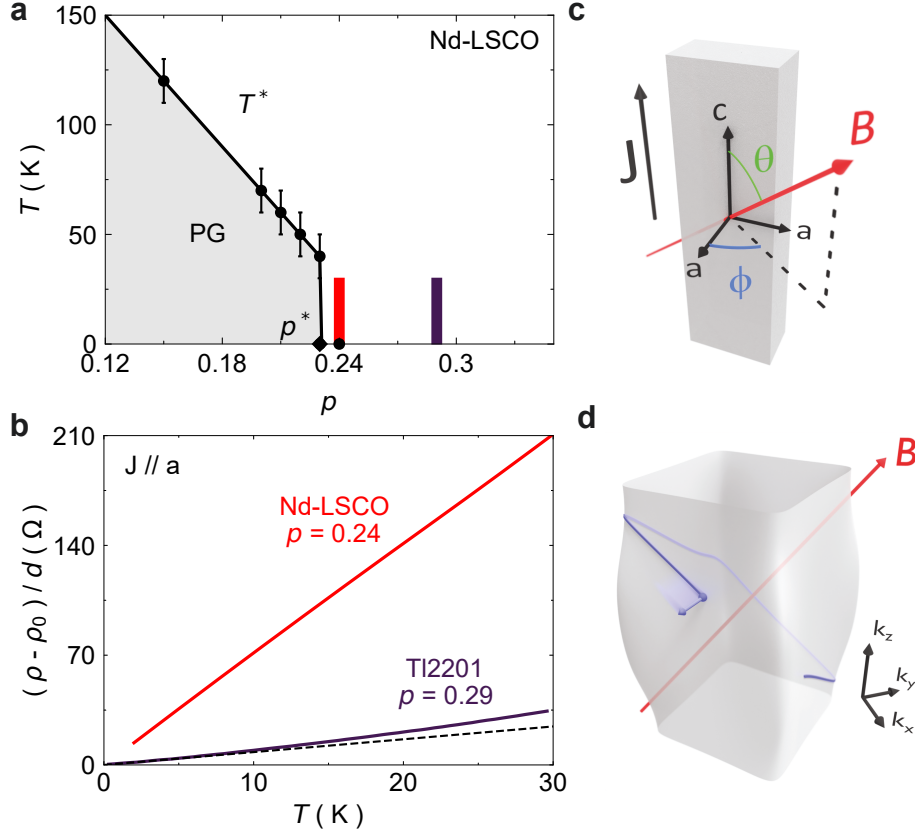 a
150
100
50
0
T ( K )
Nd-LSCO
T*
PG
p*
0.12
0.18
0.24
0.3
p
b
210
140
70
0
( ρ - ρ0 ) / d ( Ω )
J // a
Nd-LSCO
p = 0.24
Tl2201
p = 0.29
0
10
20
30
T ( K )
c
J
c
θ
B
a
a
ϕ
d
B
kz
ky
kx